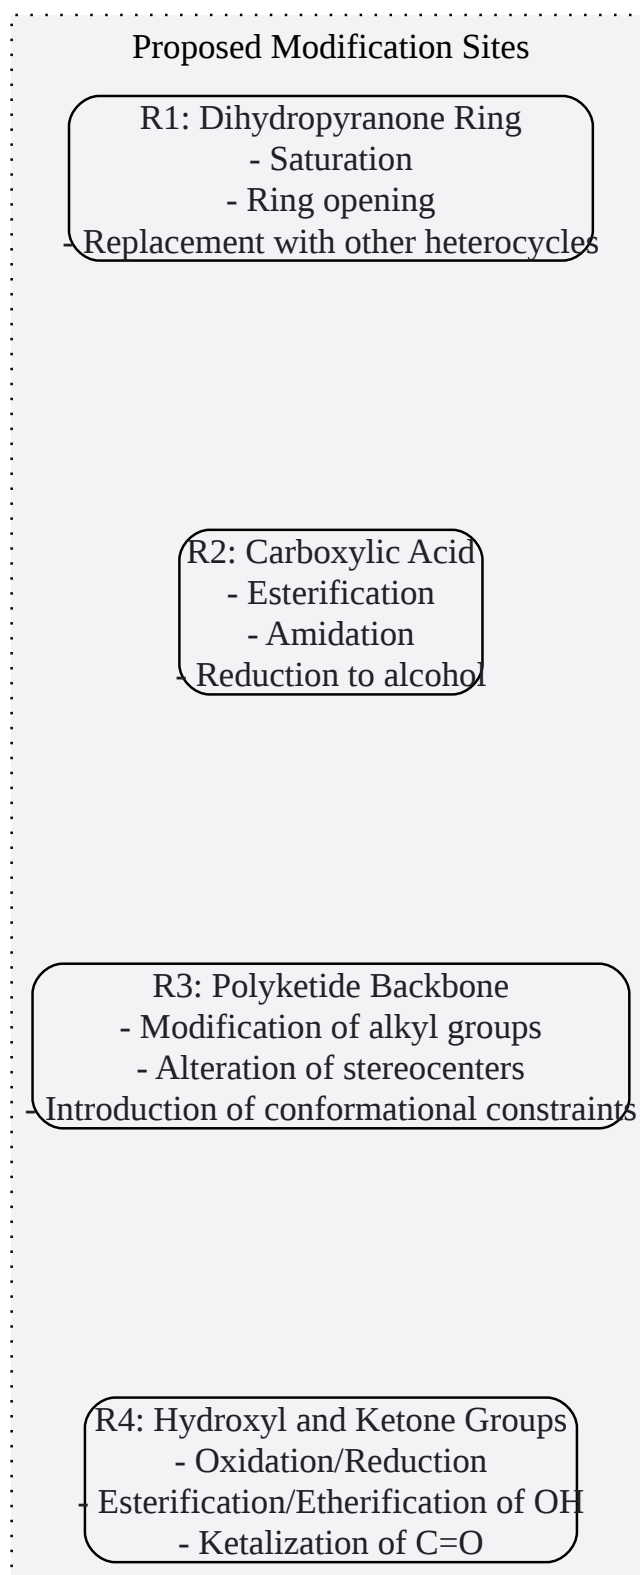 Proposed Modification Sites
R1: Dihydropyranone Ring
- Saturation
- Ring opening
- Replacement with other heterocycles
R2: Carboxylic Acid
- Esterification
- Amidation
- Reduction to alcohol
R3: Polyketide Backbone
- Modification of alkyl groups
- Alteration of stereocenters
- Introduction of conformational constraints
R4: Hydroxyl and Ketone Groups
- Oxidation/Reduction
- Esterification/Etherification of OH
- Ketalization of C=O